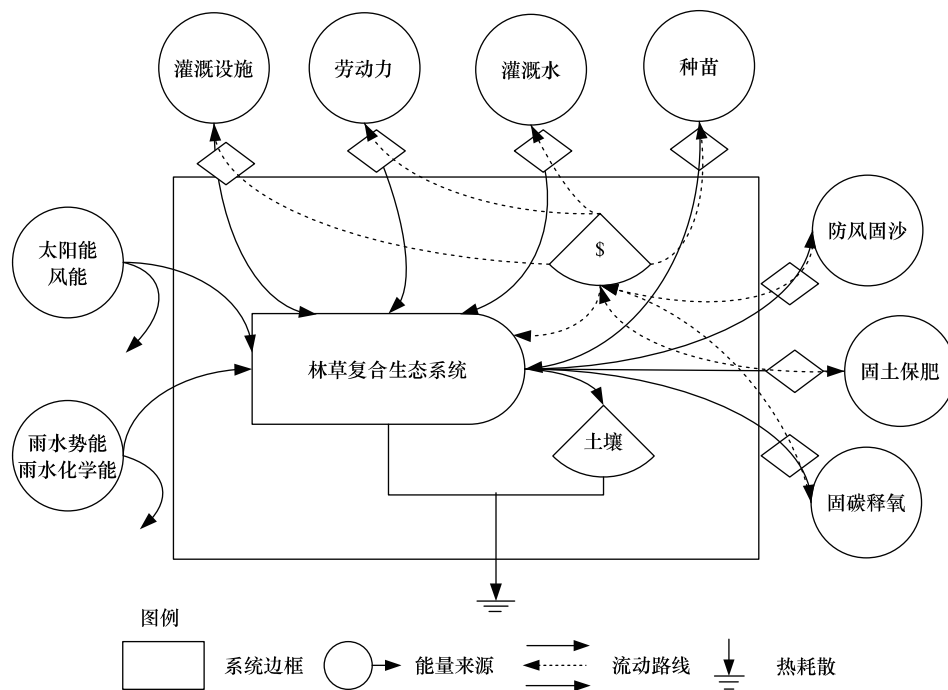 灌溉设施
劳动力
灌溉水
种苗
太阳能
风能
$
防风固沙
林草复合生态系统
固土保肥
雨水势能
雨水化学能
土壤
固碳释氧
图例
系统边框
能量来源
流动路线
热耗散